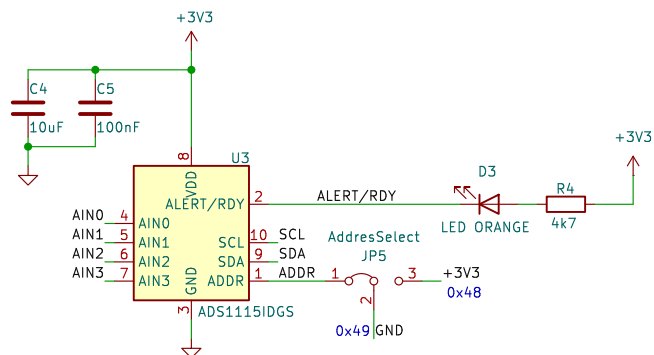 +3V3
C4
C5
10uF
100nF
U3
8
VDD
+3V3
D3
R4
ALERT/RDY
2
ALERT/RDY
LED ORANGE
4k7
AIN0
4
AIN0
AIN1
5
AIN1
SCL
10
SCL
AddresSelect
JP5
AIN2
6
AIN2
SDA
9
SDA
AIN3
7
AIN3
ADDR
1
ADDR
1
3
+3V3
0x48
2
GND
3
ADS1115IDGS
0x49
GND